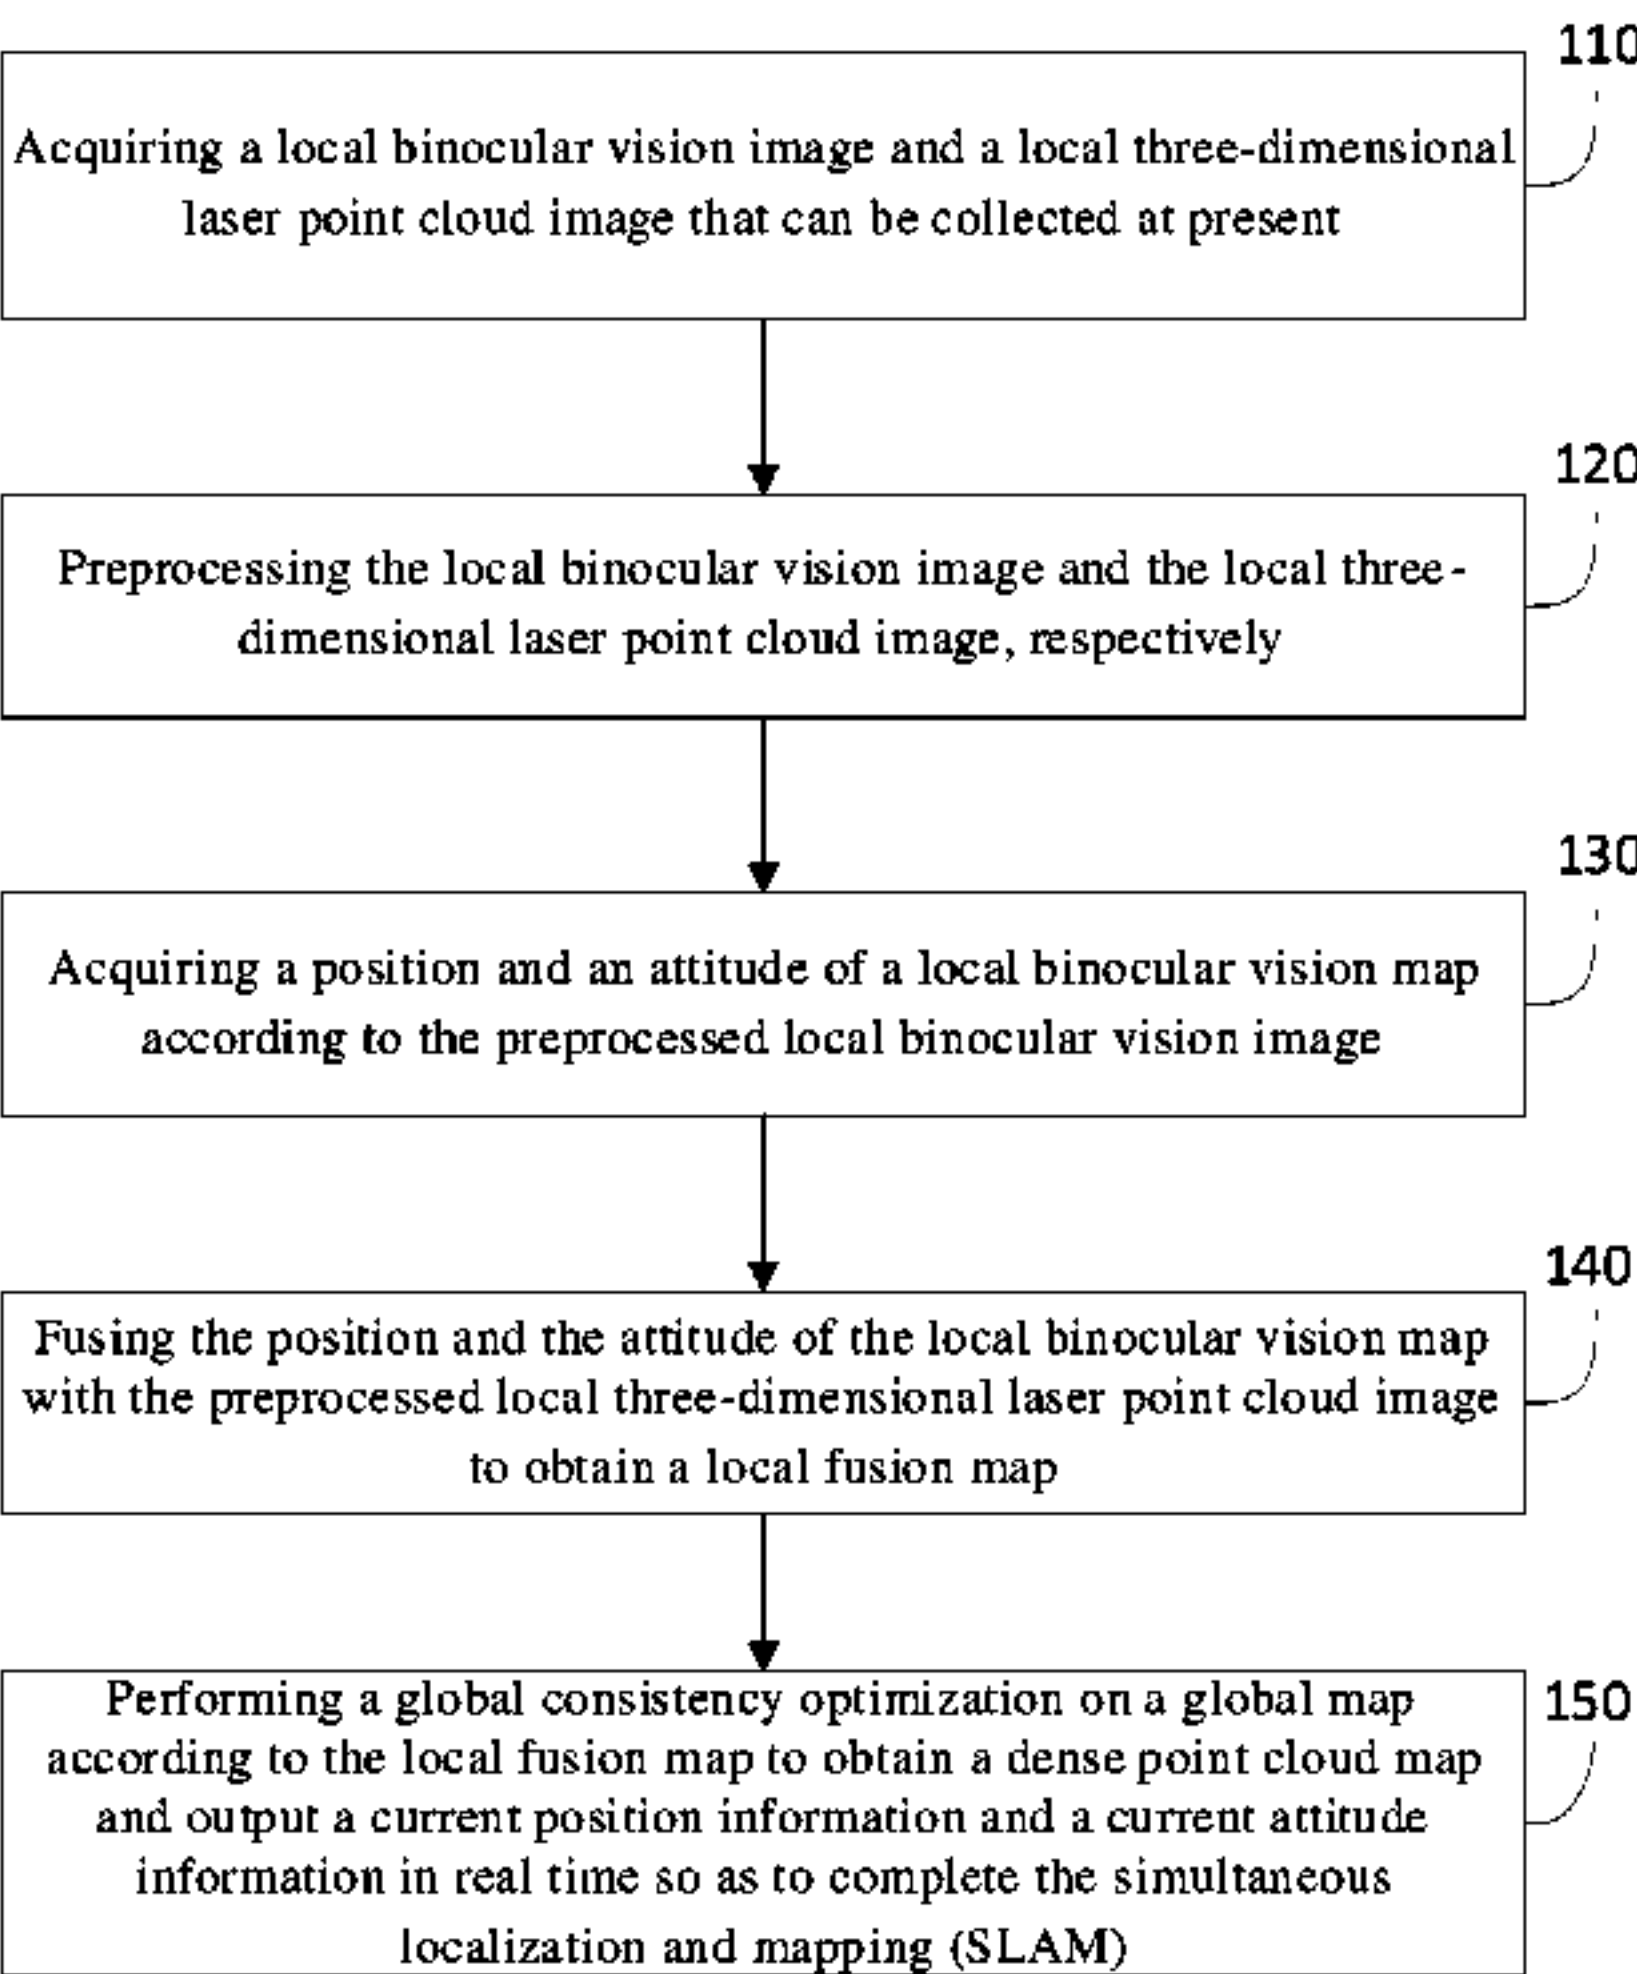 110
Acquiring a local binocular vision image and a local three-dimensional
laser point cloud image that can be collected at present
120
Preprocessing the local binocular vision image and the local three-
dimensional laser point cloud image, respectively
130
Acquiring a position and an attitude of a local binocular vision map
according to the preprocessed local binocular vision image
140
Fusing the position and the attitude of the local binocular vision map
with the preprocessed local three-dimensional laser point cloud image
to obtain a local fusion map
150
Performing a global consistency optimization on a global map
according to the local fusion map to obtain a dense point cloud map
and output a current position information and a current attitude
information in real time so as to complete the simultaneous
localization and mapping (SLAM)